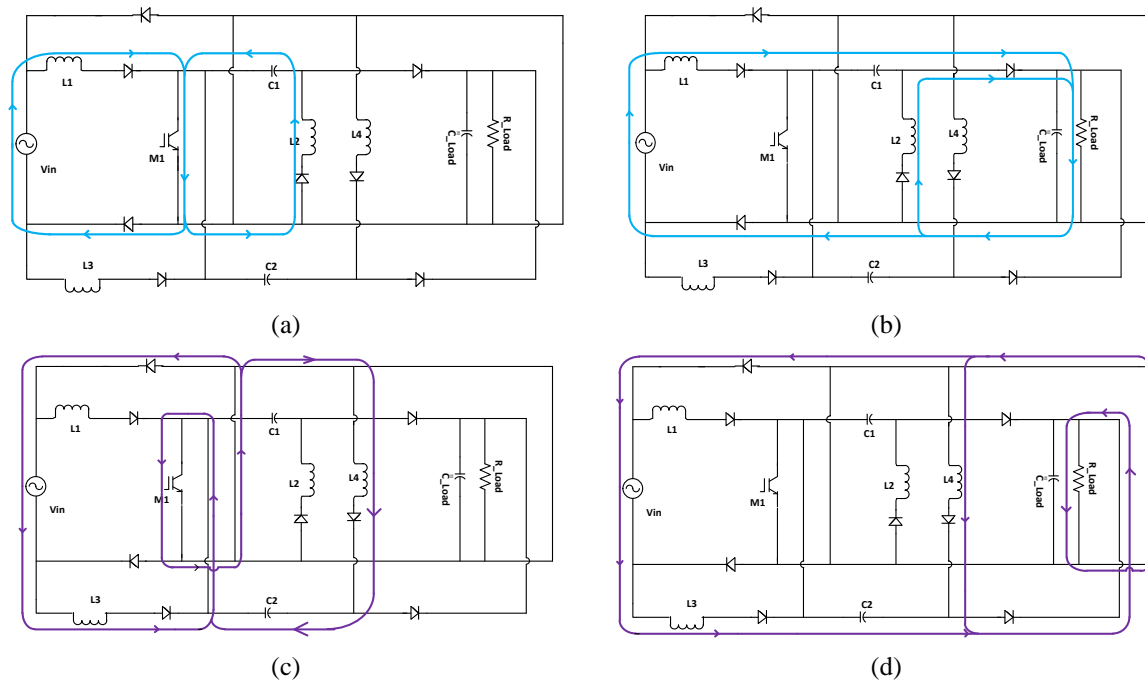 L1
C1
M1
L2
L4
C_Load
R_Load
Vin
L3
C2
(a)
L1
C1
M1
L2
L4
C_Load
R_Load
Vin
L3
C2
(b)
L1
C1
M1
L2
L4
C_Load
R_Load
Vin
L3
C2
(c)
L1
C1
M1
L2
L4
C_Load
R_Load
Vin
L3
C2
(d)